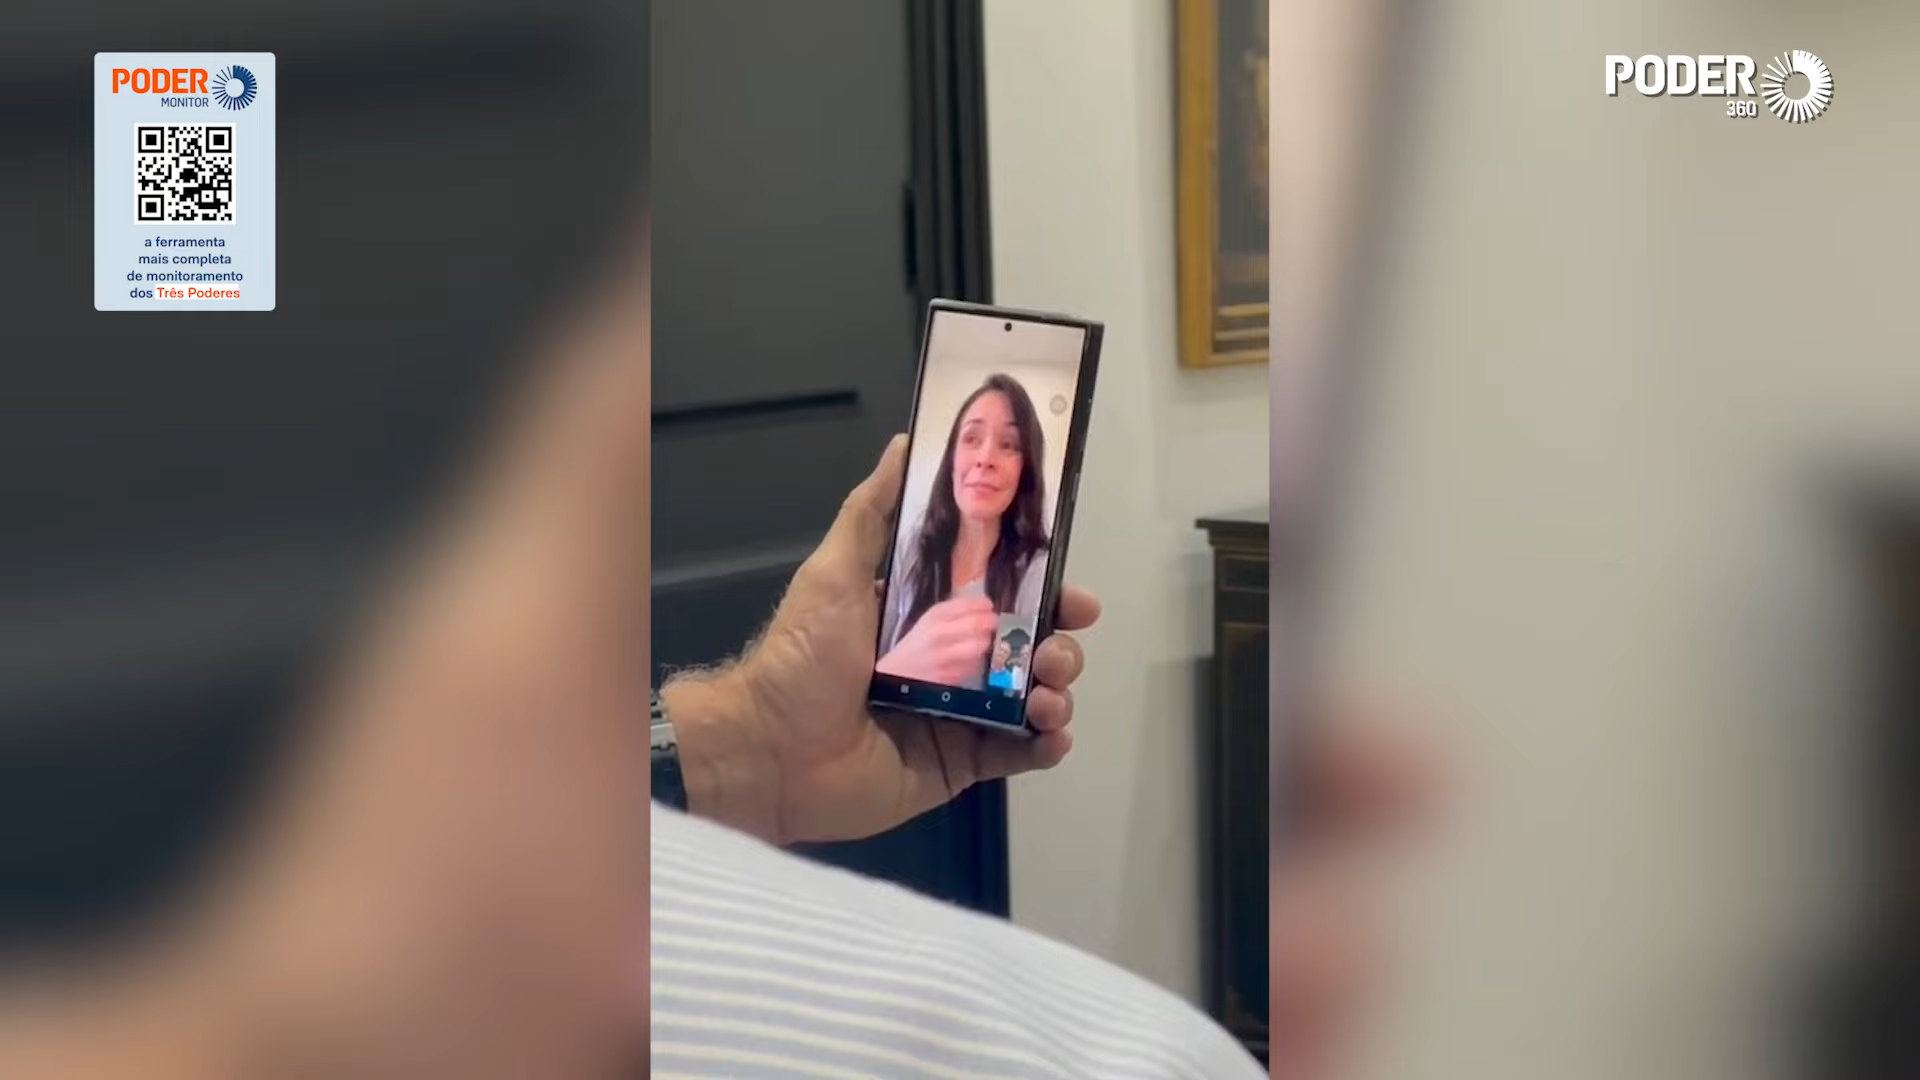 PODER
MONITOR
a ferramenta
mais completa
de monitoramento
dos Três Poderes
PODER
360